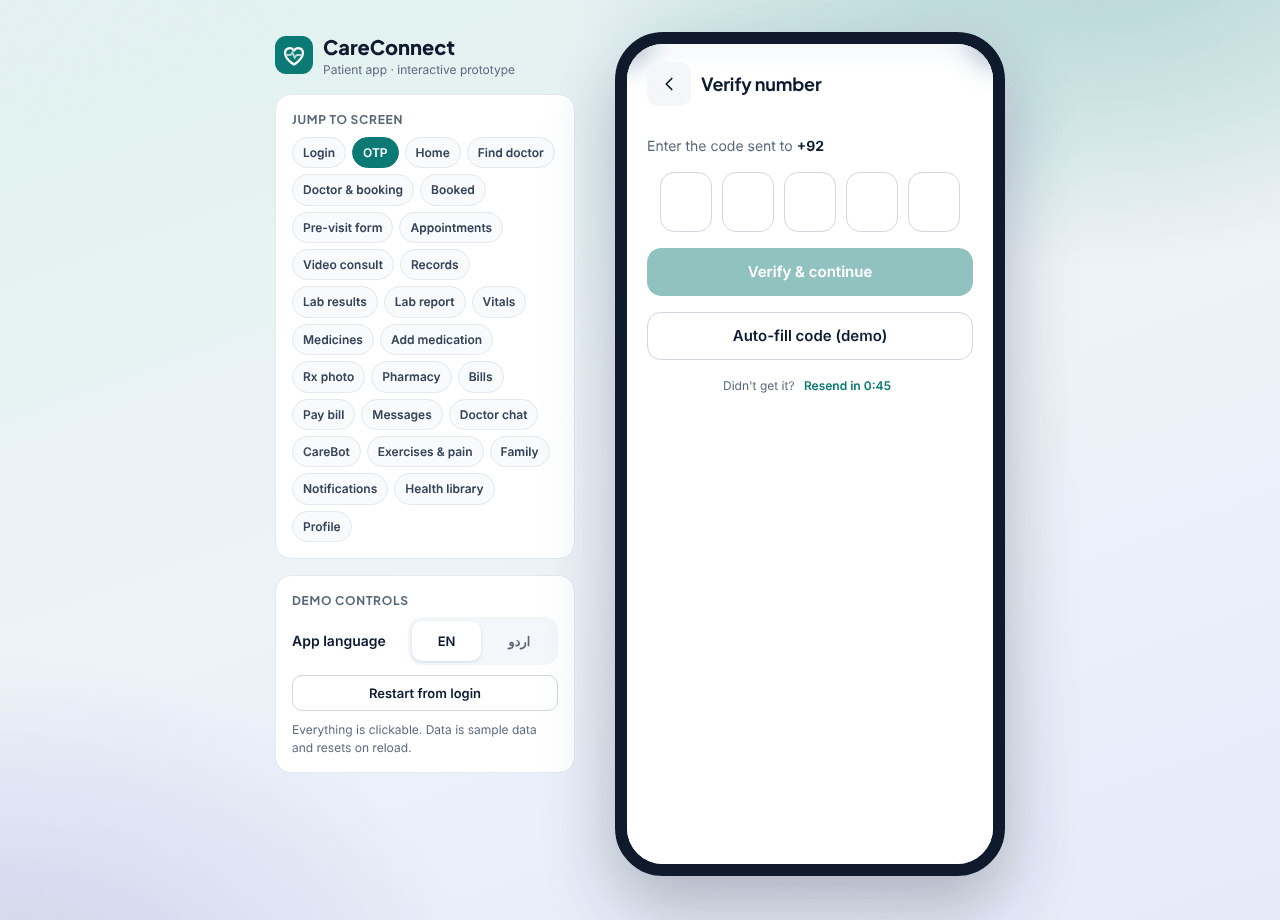 CareConnect
Patient app · interactive prototype
JUMP TO SCREEN
Login OTP Home Find doctor
Doctor & booking Booked
Pre-visit form Appointments
Video consult Records
Lab results Lab report Vitals
Medicines Add medication
Rx photo Pharmacy Bills
Pay bill Messages Doctor chat
CareBot Exercises & pain Family
Notifications Health library
Profile
DEMO CONTROLS
App language EN اردو
Restart from login
Everything is clickable. Data is sample data
and resets on reload.
Verify number
Enter the code sent to +92
Verify & continue
Auto-fill code (demo)
Didn't get it? Resend in 0:45